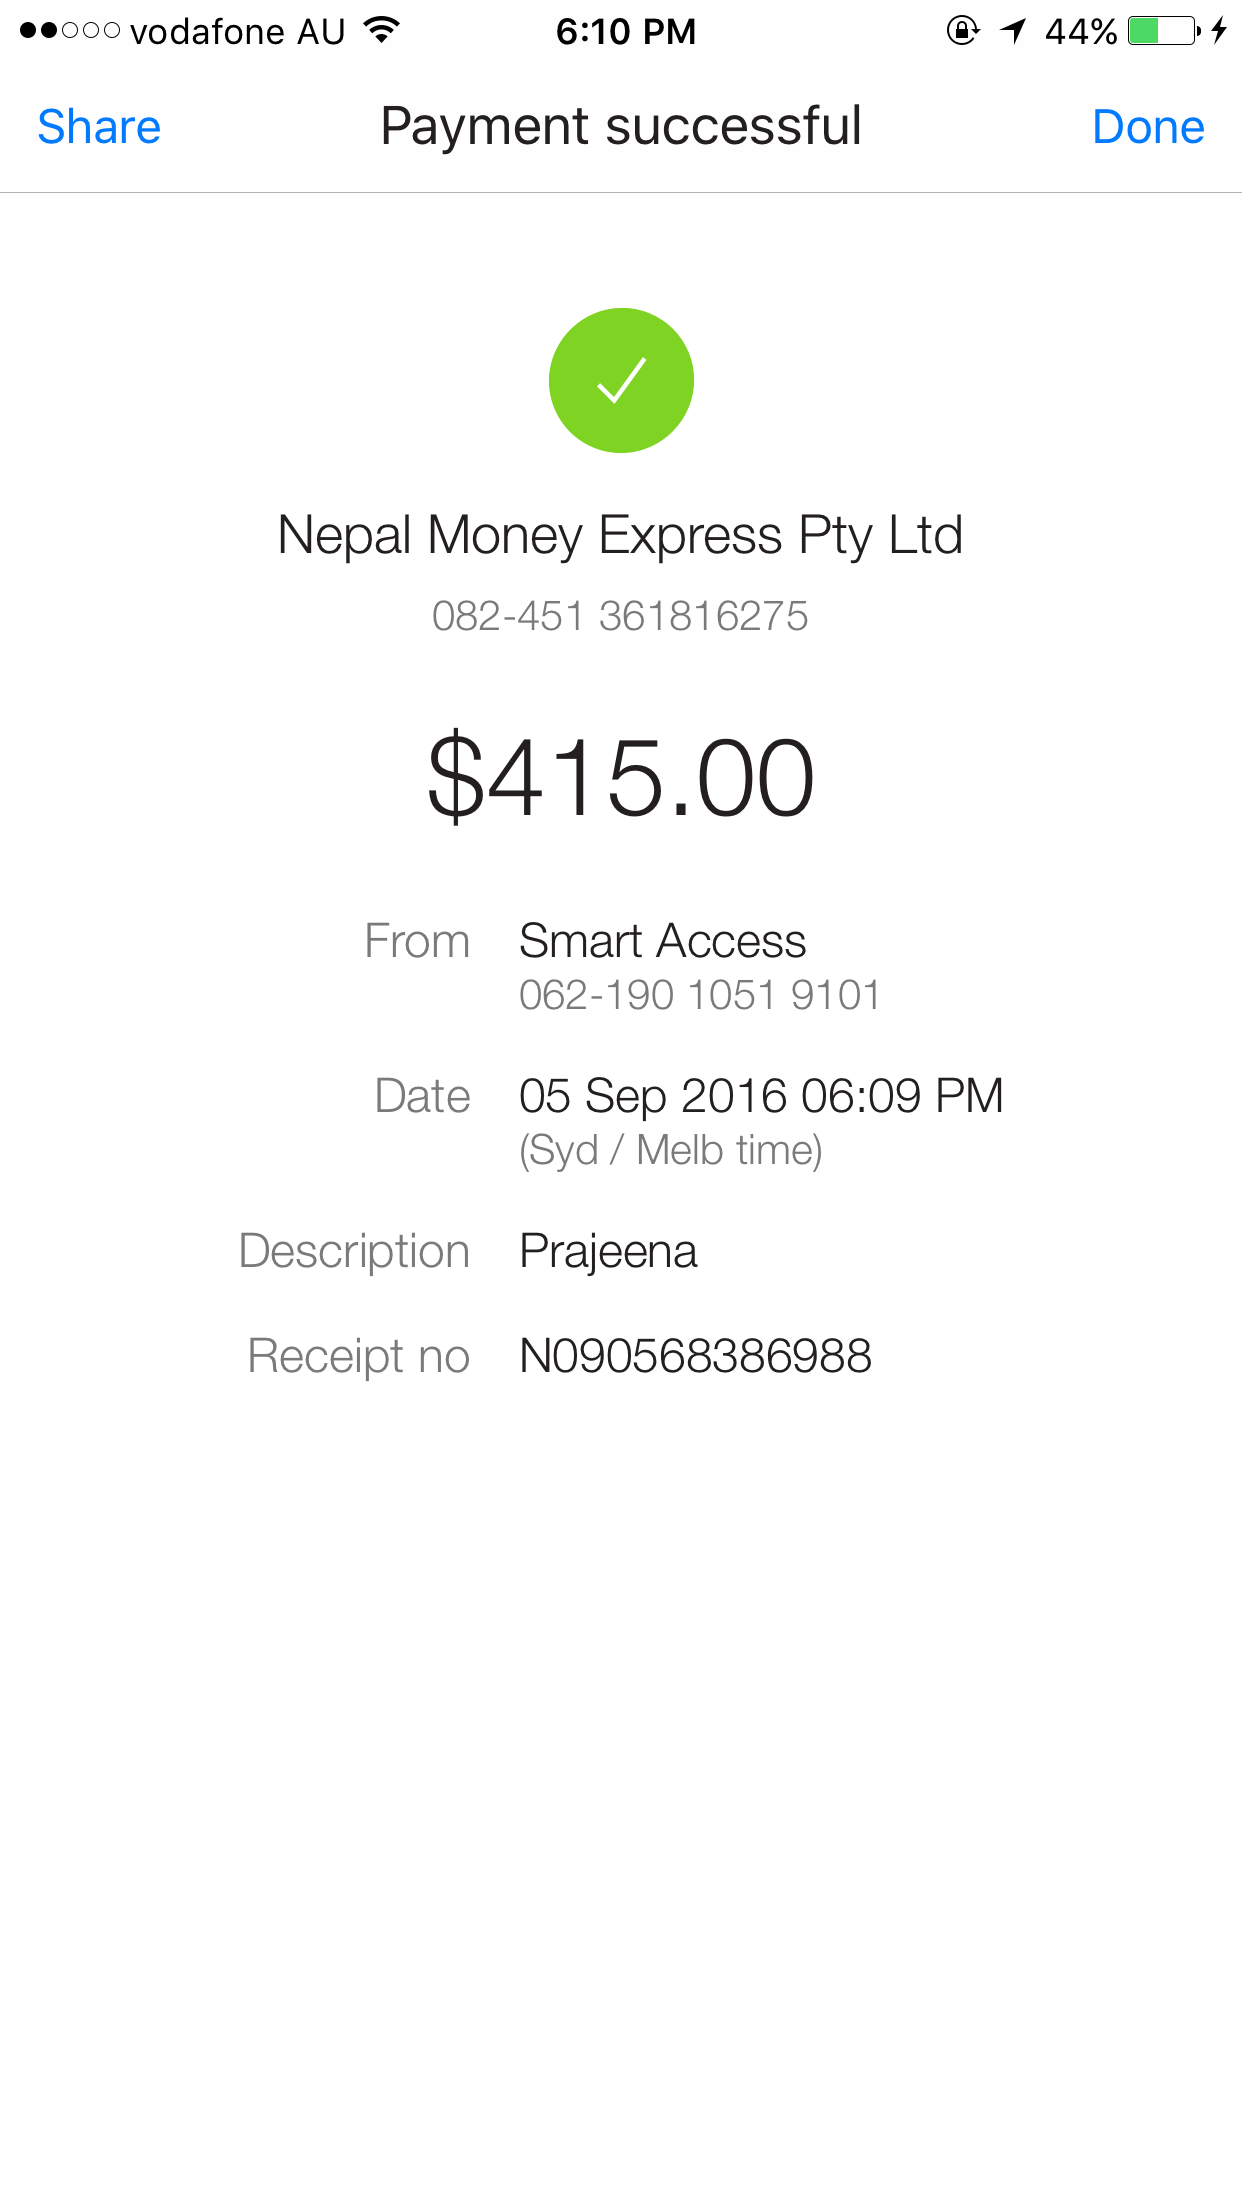 vodafone AU 6:10 PM 44%
Share Payment successful Done
Nepal Money Express Pty Ltd
082-451 361816275
$415.00
From Smart Access
062-190 1051 9101
Date 05 Sep 2016 06:09 PM
(Syd / Melb time)
Description Prajeena
Receipt no N090568386988